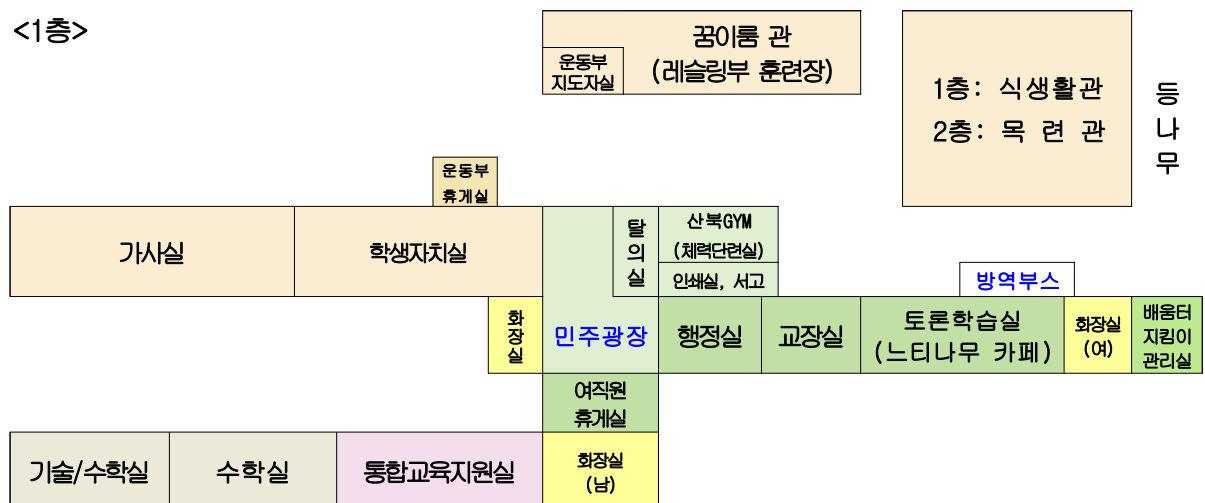 <1층>
꿈이룸 관
(레슬링부 훈련장)
운동부
지도자실
1층: 식생활관
2층: 목 련 관
등
나
무
운동부
휴게실
가사실
학생자치실
탈
의
실
산북GYM
(체력단련실)
인쇄실, 서고
방역부스
화
장
실
민주광장
행정실
교장실
토론학습실
(느티나무 카페)
화장실
(여)
배움터
지킴이
관리실
여직원
휴게실
기술/수학실
수학실
통합교육지원실
화장실
(남)